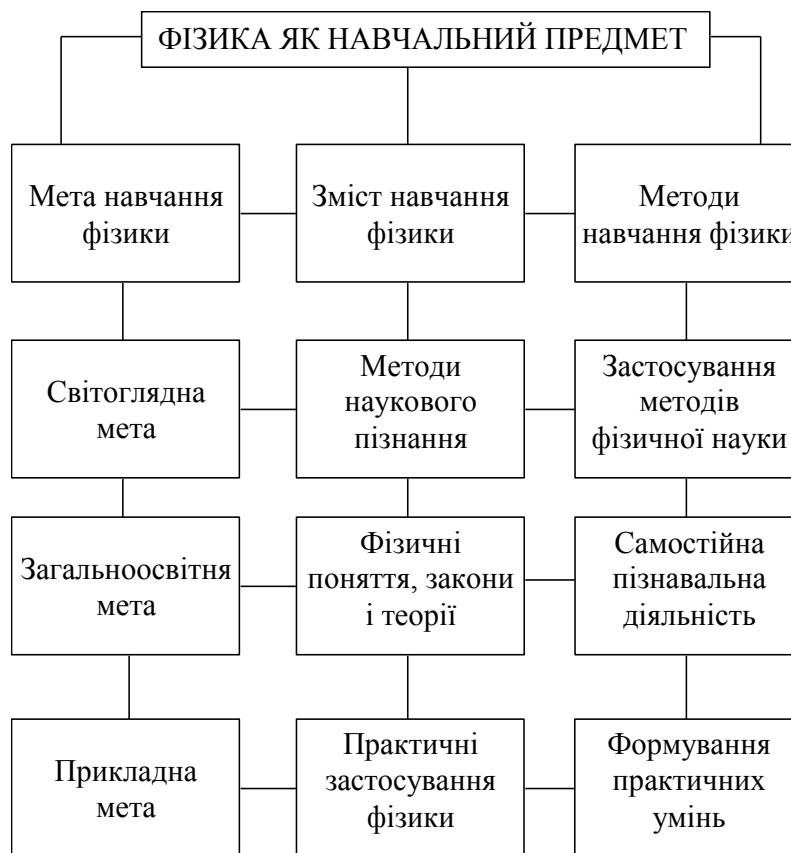 ФІЗИКА ЯК НАВЧАЛЬНИЙ ПРЕДМЕТ
Мета навчання
фізики
Зміст навчання
фізики
Методи
навчання фізики
Світоглядна
мета
Методи
наукового
пізнання
Застосування
методів
фізичної науки
Загальноосвітня
мета
Фізичні
поняття, закони
і теорії
Самостійна
пізнавальна
діяльність
Прикладна
мета
Практичні
застосування
фізики
Формування
практичних
умінь